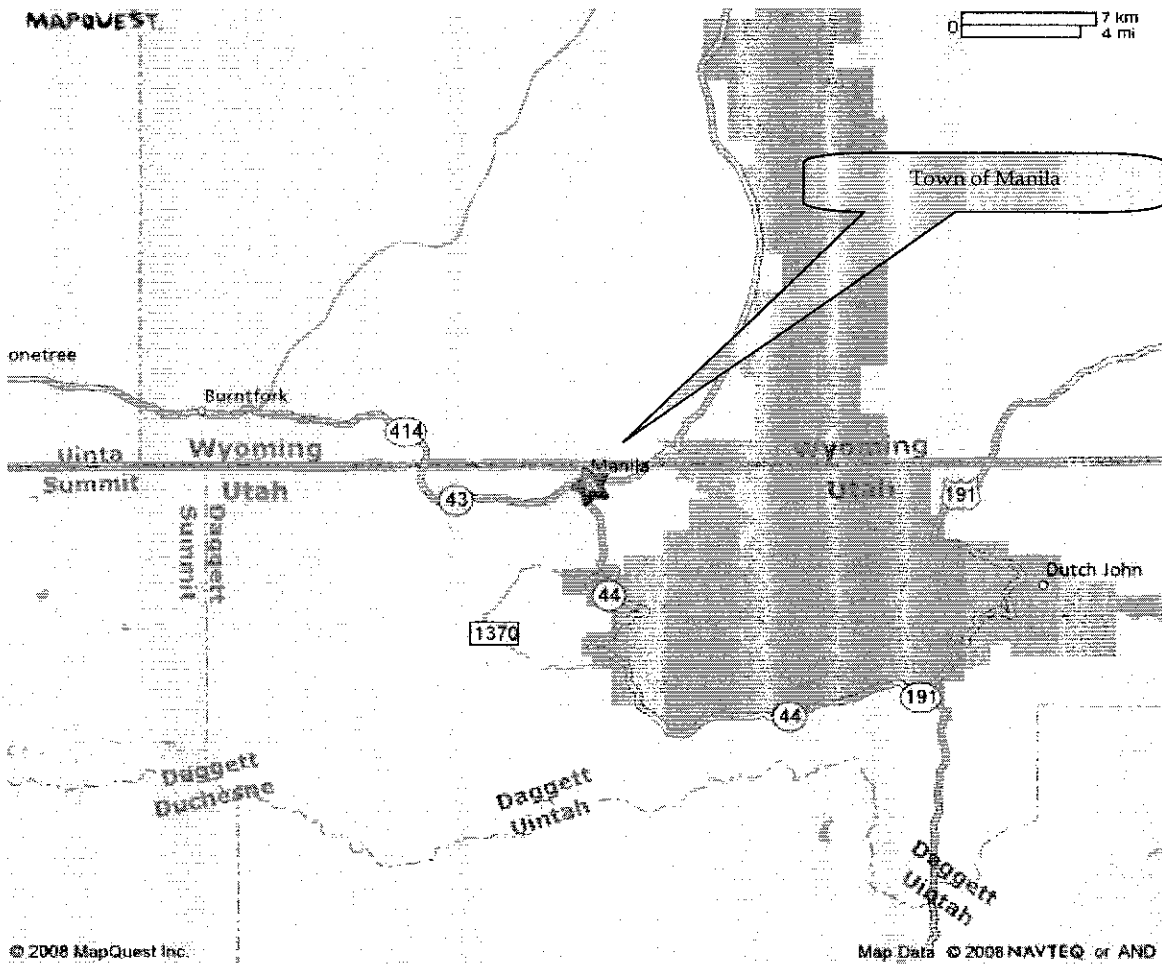 MAPQUEST
7 km
0
4 mi
Town of Manila
onetree
Burntfork
414
Uinta
Summit
Wyoming
Utah
Manila
Wyoming
Utah
43
191
Summit
Daggett
44
Dutch John
1370
191
44
Daggett
Duchesne
Daggett
Uintah
Daggett
Uintah
© 2008 MapQuest Inc.
Map Data © 2008 NAVTEQ or AND